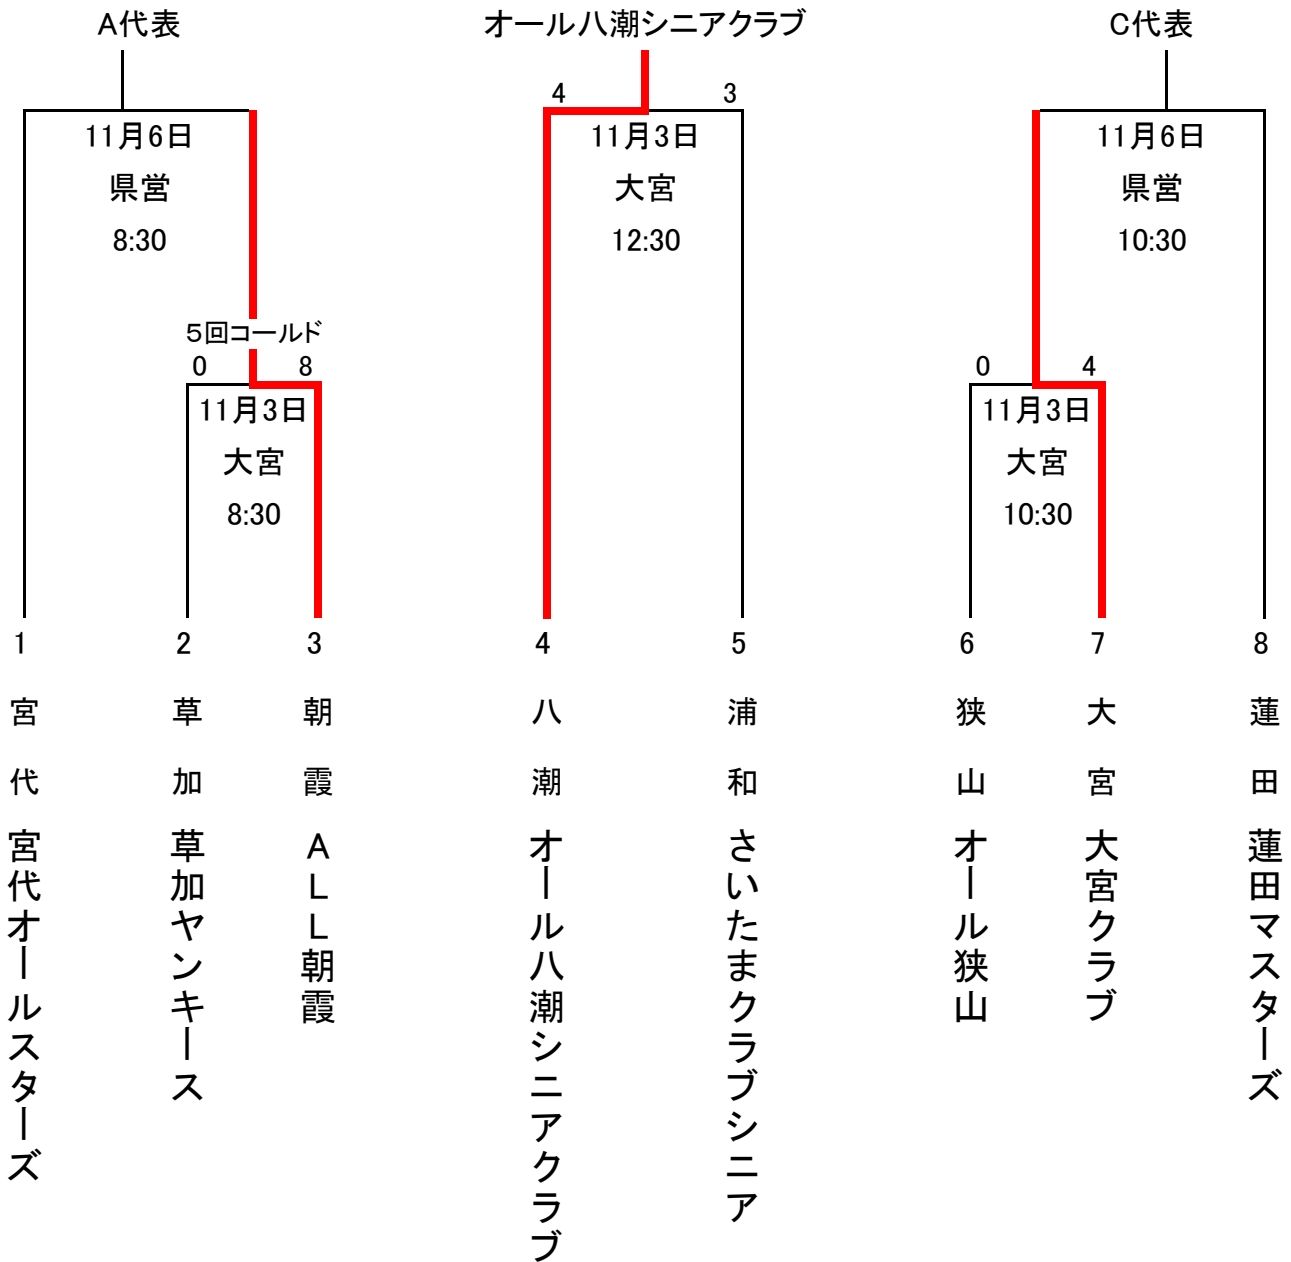 A代表
オール八潮シニアクラブ
C代表
4
3
11月6日
県営
8:30
11月3日
大宮
12:30
11月6日
県営
10:30
５回コールド
0
8
11月3日
大宮
8:30
0
4
11月3日
大宮
10:30
1
2
3
4
5
6
7
8
宮代
草加
朝霞
八潮
浦和
狭山
大宮
蓮田
宮代オールスターズ
草加ヤンキース
ＡＬＬ朝霞
オール八潮シニアクラブ
さいたまクラブシニア
オール狭山
大宮クラブ
蓮田マスターズ